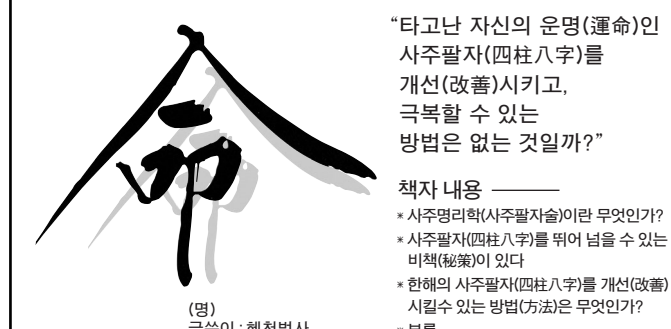 命
“타고난 자신의 운명(運命)인
사주팔자(四柱八字)를
개선(改善)시키고,
극복할 수 있는
방법은 없는 것일까?”
책자 내용
* 사주명리학(사주팔자술)이란 무엇인가?
* 사주팔자(四柱八字)를 뛰어 넘을 수 있는
비책(秘策)이 있다
* 한해의 사주팔자(四柱八字)를 개선(改善)
시킬수 있는 방법(方法)은 무엇인가?
(명)